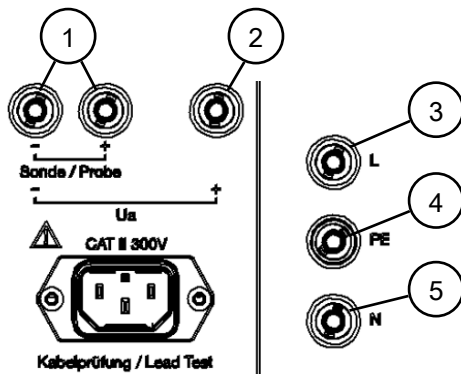 1
2
3
4
5
- +
Sonde / Probe
- +
Ua
CAT II 300V
Kabelprüfung / Lead Test
L
PE
N